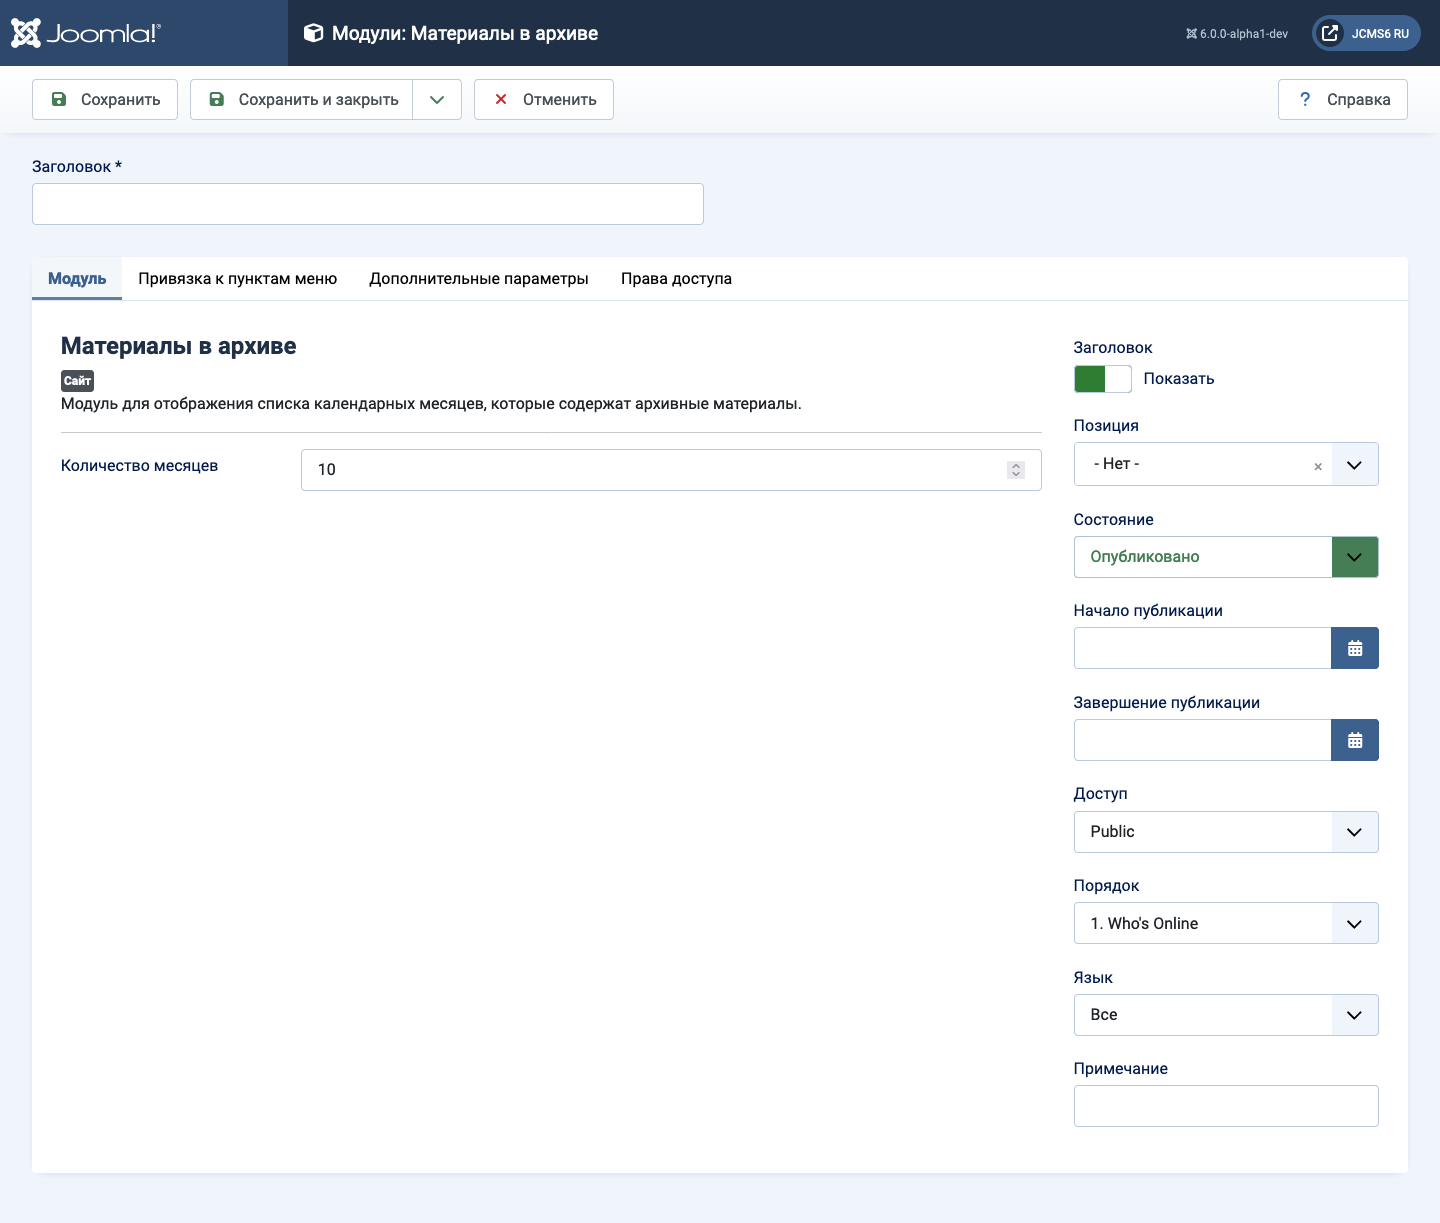 Joomla!®
Модули: Материалы в архиве
6.0.0-alpha1-dev
JCMS6 RU
Сохранить
Сохранить и закрыть
Отменить
? Справка
Заголовок *
Модуль
Привязка к пунктам меню
Дополнительные параметры
Права доступа
Материалы в архиве
Сайт
Модуль для отображения списка календарных месяцев, которые содержат архивные материалы.
Количество месяцев
10
Заголовок
Показать
Позиция
- Нет -
×
Состояние
Опубликовано
Начало публикации
Завершение публикации
Доступ
Public
Порядок
1. Who's Online
Язык
Все
Примечание